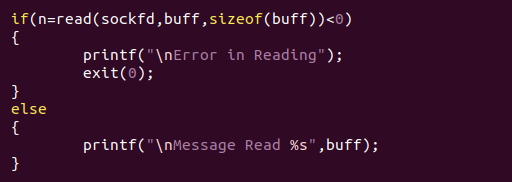 if(n=read(sockfd,buff,sizeof(buff))<0)
{
        printf("\nError in Reading");
        exit(0);
}
else
{
        printf("\nMessage Read %s",buff);
}